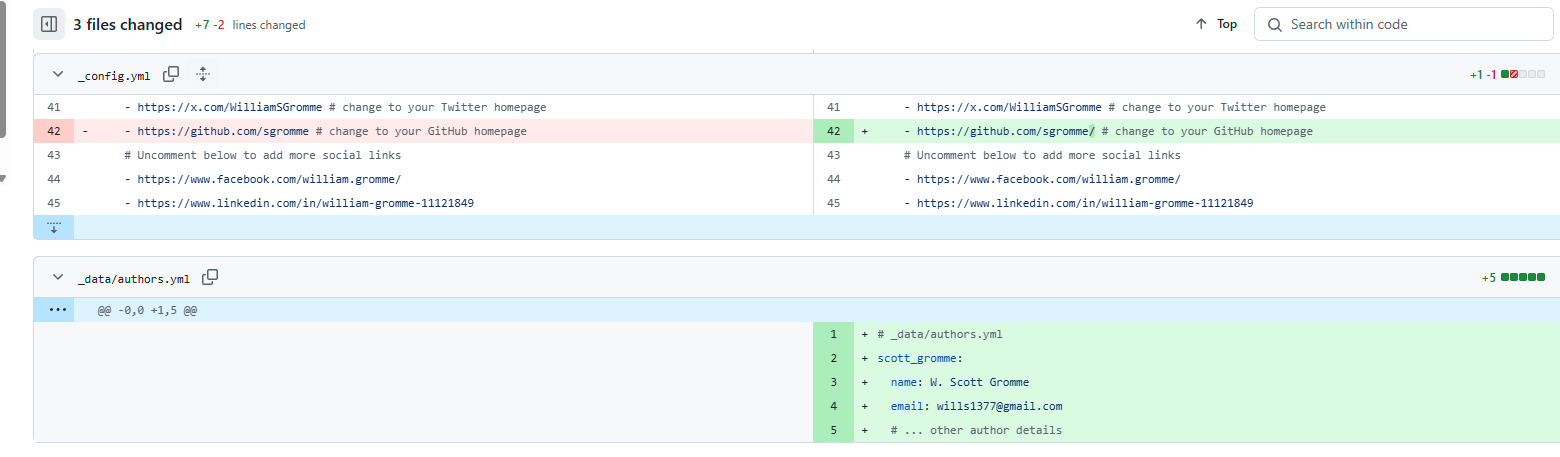 3 files changed +7 -2 lines changed Top Search within code
_config.yml +1 -1
41 - https://x.com/WilliamSGromme # change to your Twitter homepage 41 - https://x.com/WilliamSGromme # change to your Twitter homepage
42 - - https://github.com/sgromme # change to your GitHub homepage 42 + - https://github.com/sgromme/ # change to your GitHub homepage
43 # Uncomment below to add more social links 43 # Uncomment below to add more social links
44 - https://www.facebook.com/william.gromme/ 44 - https://www.facebook.com/william.gromme/
45 - https://www.linkedin.com/in/william-gromme-11121849 45 - https://www.linkedin.com/in/william-gromme-11121849
_data/authors.yml +5
@@ -0,0 +1,5 @@
1 + # _data/authors.yml
2 + scott_gromme:
3 + name: W. Scott Gromme
4 + email: wills1377@gmail.com
5 + # ... other author details